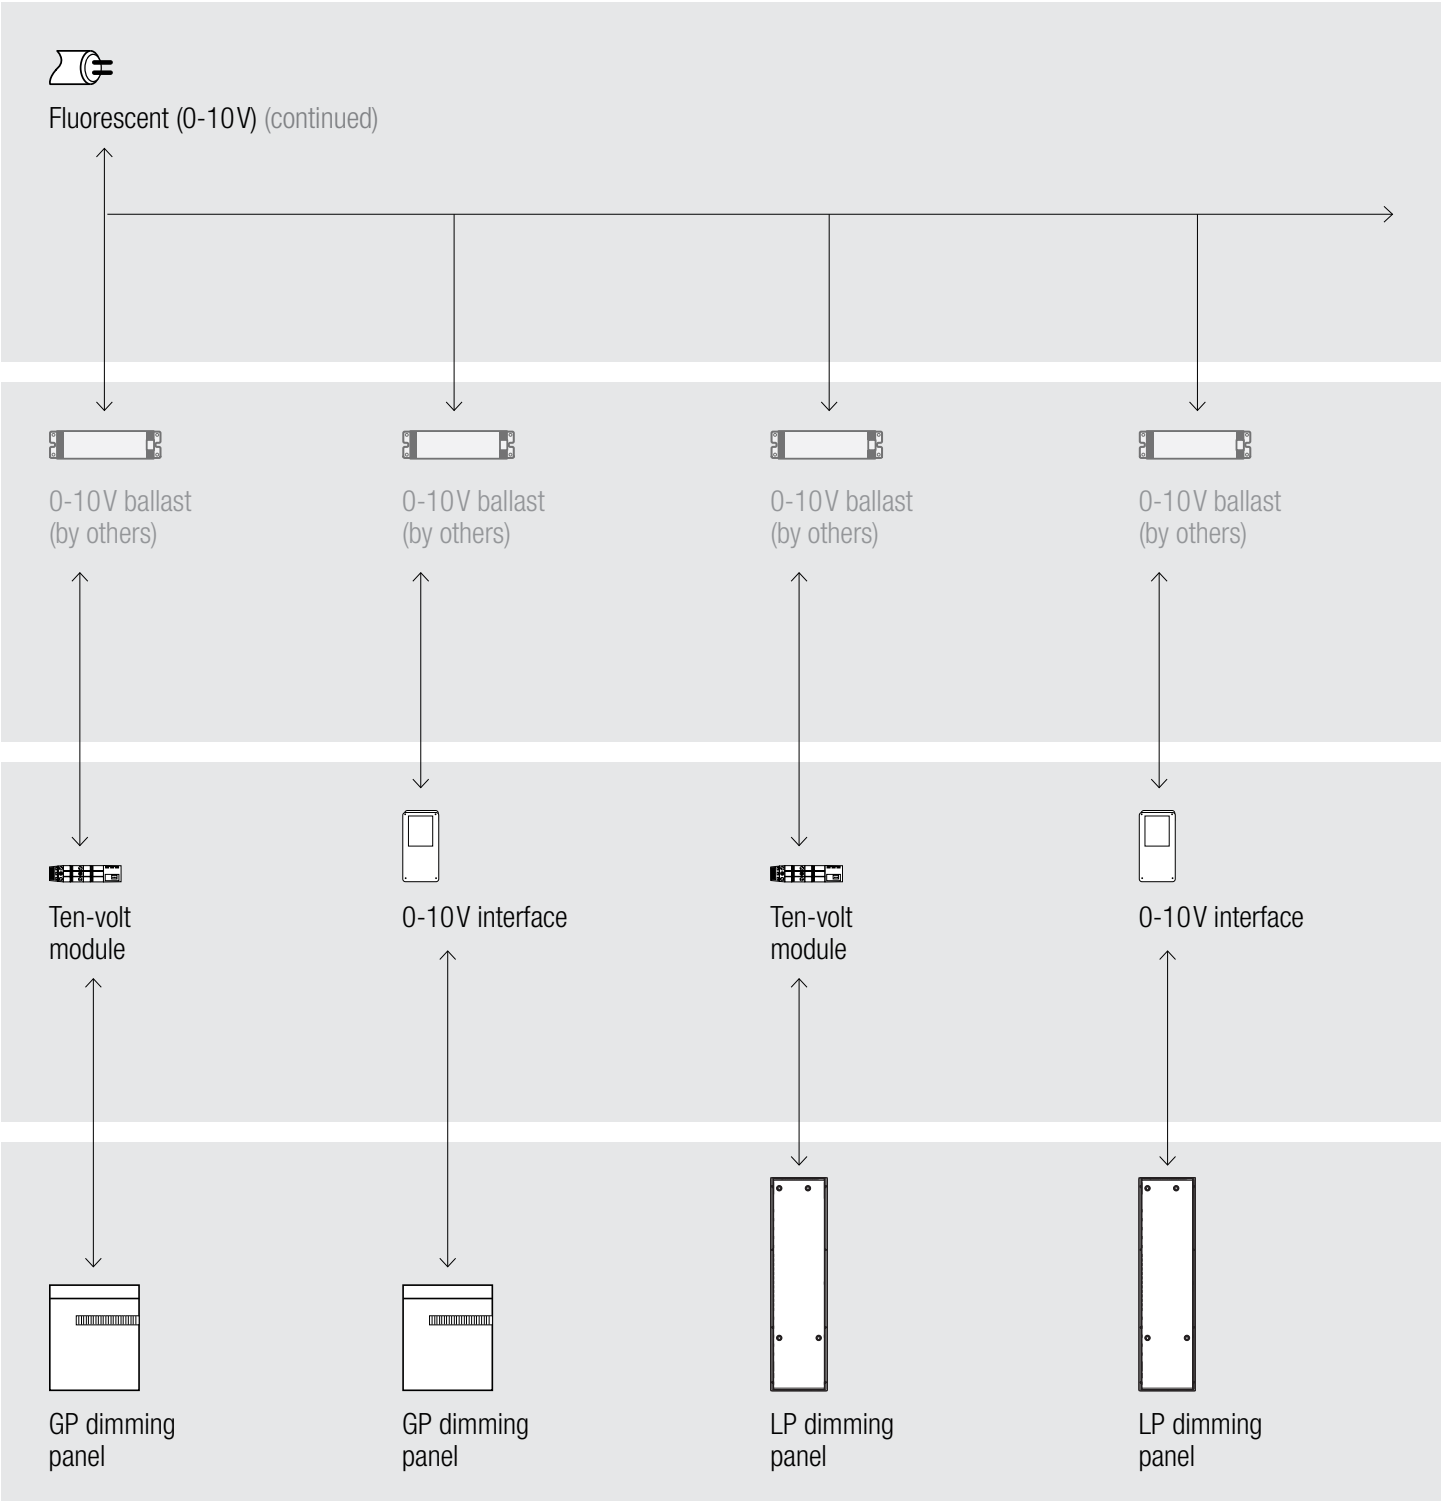 Fluorescent (0-10V) (continued)
0-10V ballast
(by others)
0-10V ballast
(by others)
0-10V ballast
(by others)
0-10V ballast
(by others)
Ten-volt
module
0-10V interface
Ten-volt
module
0-10V interface
GP dimming
panel
GP dimming
panel
LP dimming
panel
LP dimming
panel